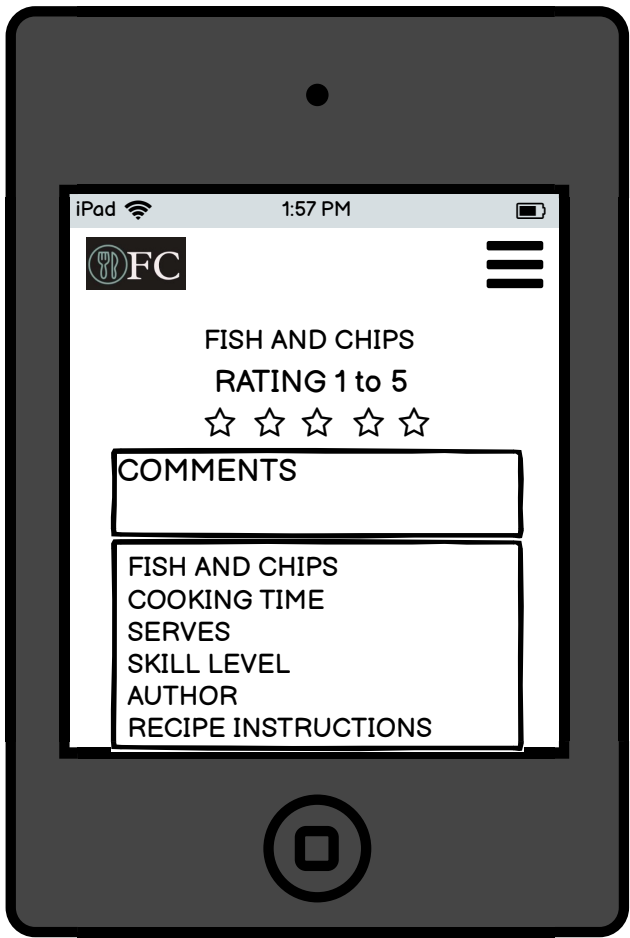 iPad 1:57 PM
FC
FISH AND CHIPS
RATING 1 to 5
COMMENTS
FISH AND CHIPS
COOKING TIME
SERVES
SKILL LEVEL
AUTHOR
RECIPE INSTRUCTIONS